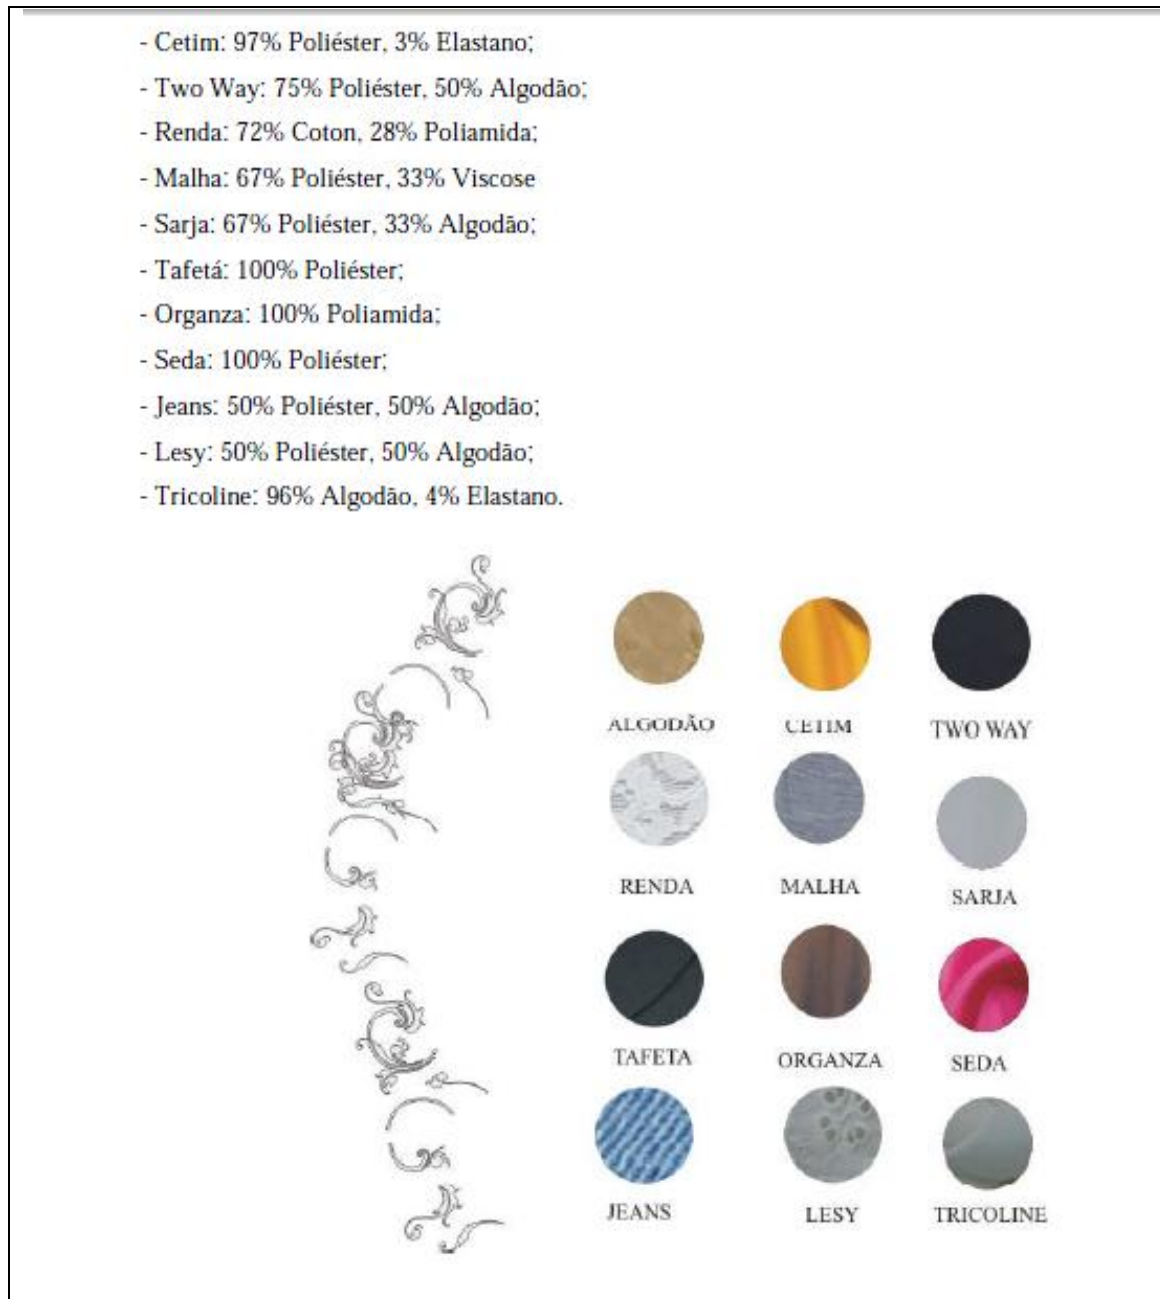 - Cetim: 97% Poliéster, 3% Elastano;
- Two Way: 75% Poliéster, 50% Algodão;
- Renda: 72% Coton, 28% Poliamida;
- Malha: 67% Poliéster, 33% Viscose
- Sarja: 67% Poliéster, 33% Algodão;
- Tafetá: 100% Poliéster;
- Organza: 100% Poliamida;
- Seda: 100% Poliéster;
- Jeans: 50% Poliéster, 50% Algodão;
- Lesy: 50% Poliéster, 50% Algodão;
- Tricoline: 96% Algodão, 4% Elastano.
ALGODÃO CETIM TWO WAY
RENDA MALHA SARJA
TAFETA ORGANZA SEDA
JEANS LESY TRICOLINE